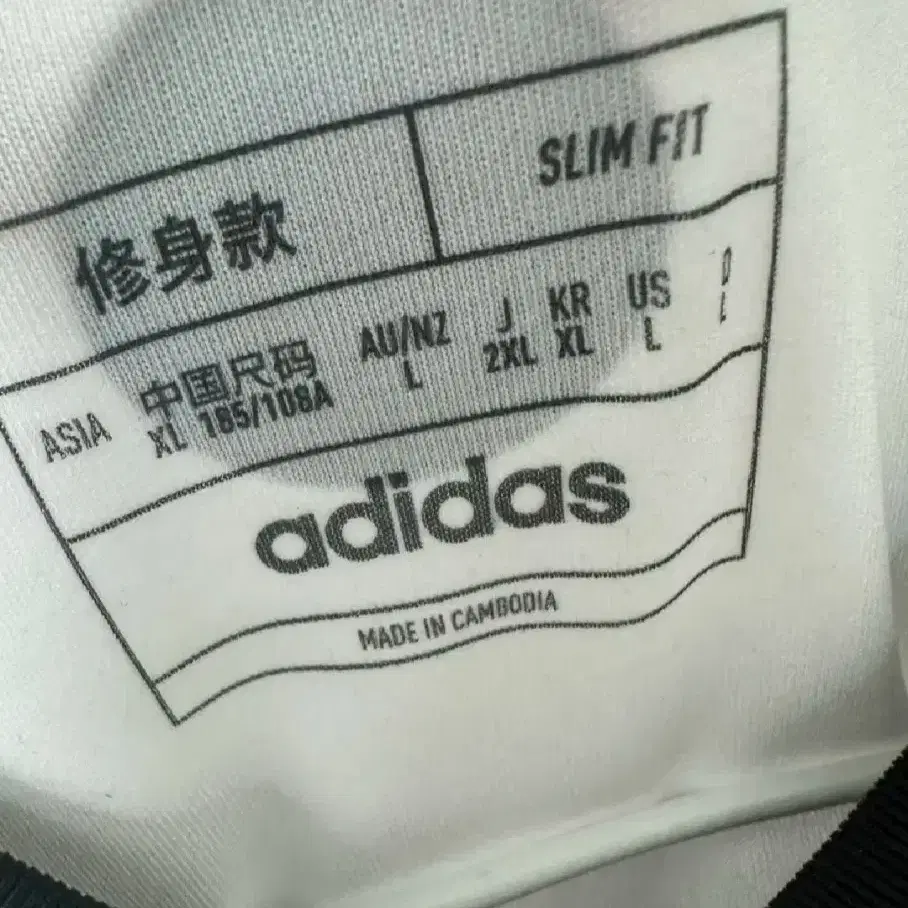 修身款 SLIM FIT
ASIA 中国尺码 AU/NZ J KR US D
XL 185/108A L 2XL XL L L
adidas
MADE IN CAMBODIA